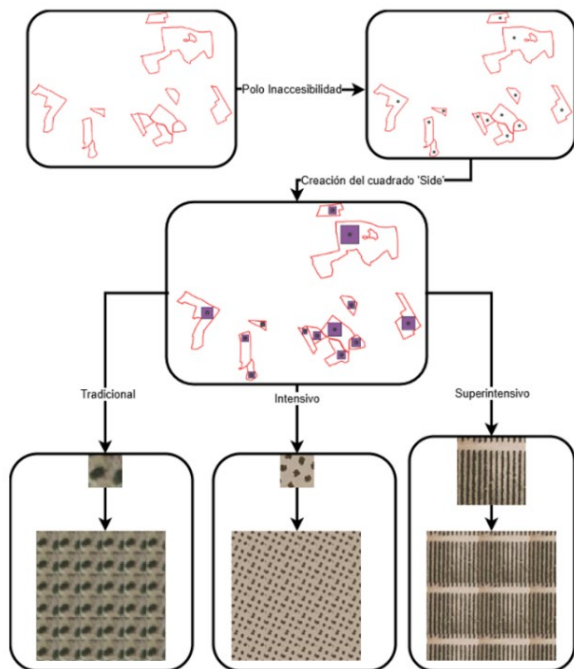 Polo Inaccesibilidad
Creación del cuadrado 'Side'
Tradicional
Intensivo
Superintensivo